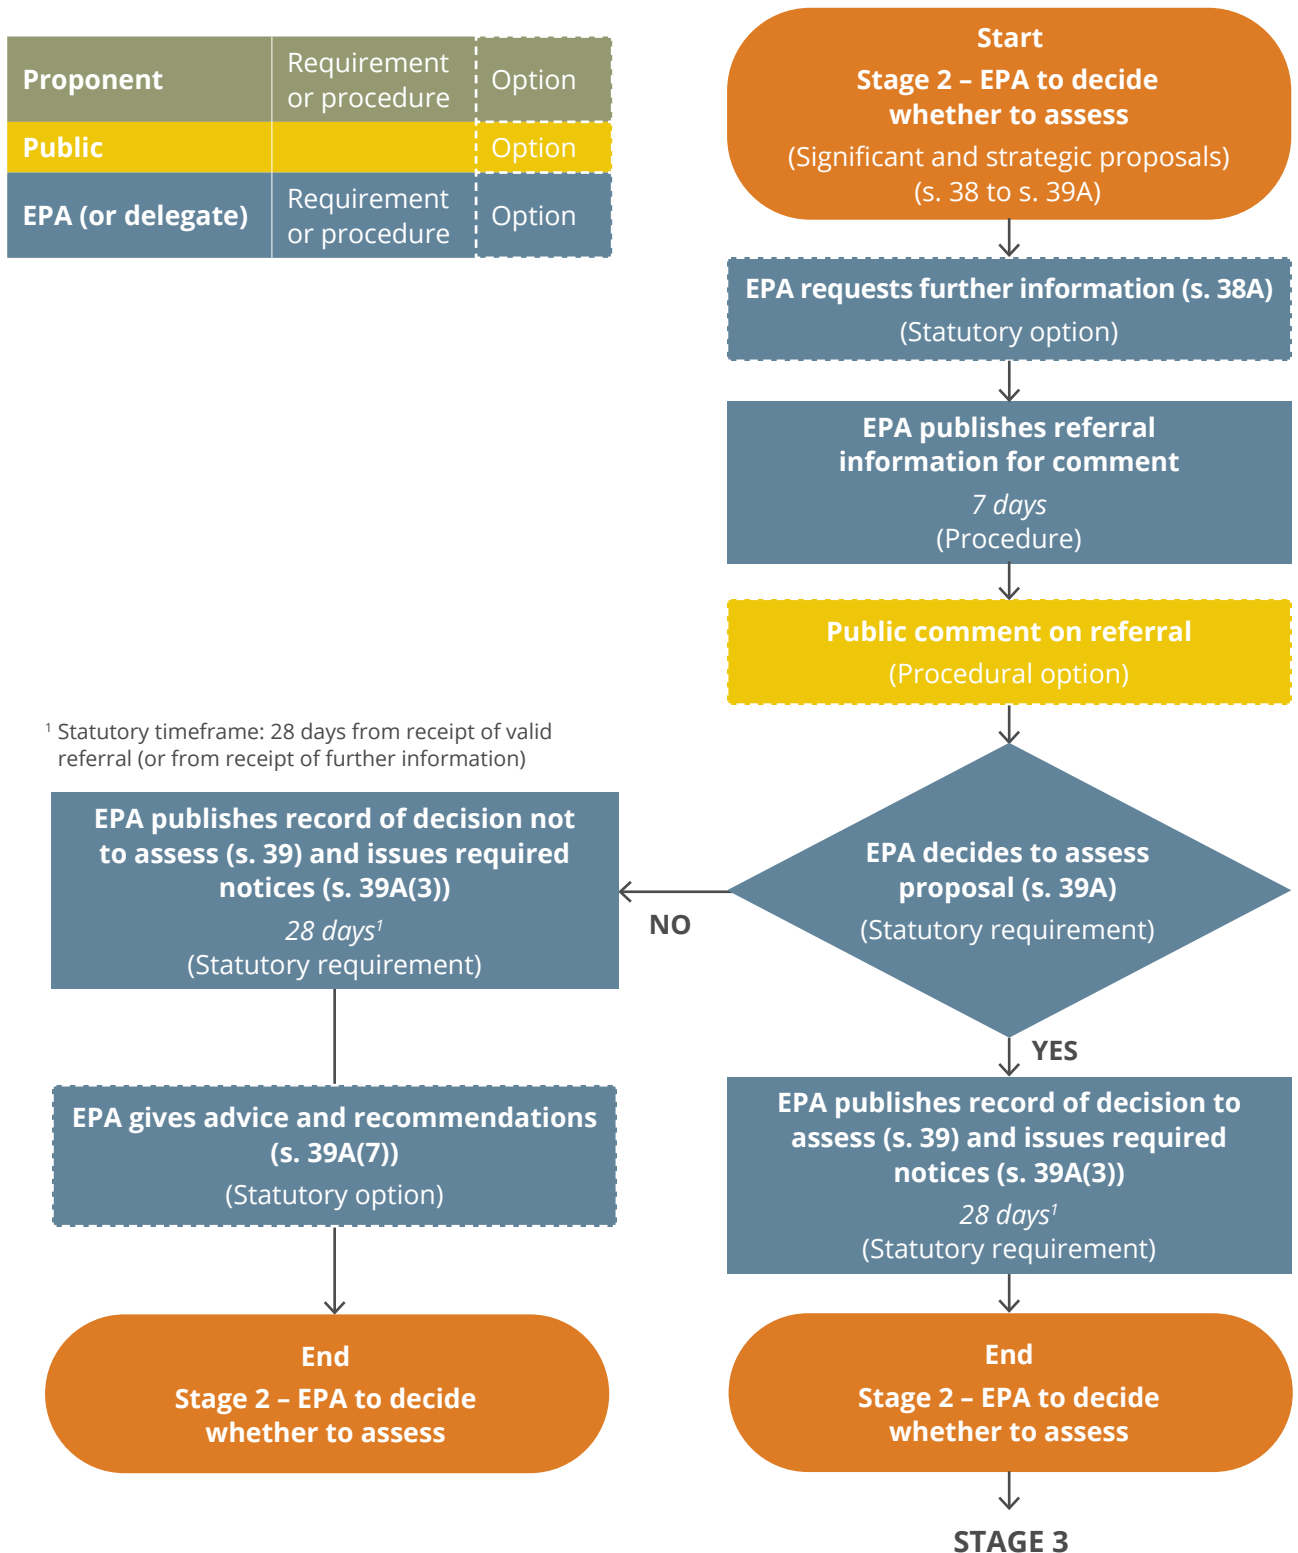 Proponent
Requirement
or procedure
Option
Public
Option
EPA (or delegate)
Requirement
or procedure
Option
Start
Stage 2 – EPA to decide
whether to assess
(Significant and strategic proposals)
(s. 38 to s. 39A)
EPA requests further information (s. 38A)
(Statutory option)
EPA publishes referral
information for comment
7 days
(Procedure)
Public comment on referral
(Procedural option)
EPA decides to assess
proposal (s. 39A)
(Statutory requirement)
NO
YES
¹ Statutory timeframe: 28 days from receipt of valid
referral (or from receipt of further information)
EPA publishes record of decision not
to assess (s. 39) and issues required
notices (s. 39A(3))
28 days¹
(Statutory requirement)
EPA gives advice and recommendations
(s. 39A(7))
(Statutory option)
End
Stage 2 – EPA to decide
whether to assess
EPA publishes record of decision to
assess (s. 39) and issues required
notices (s. 39A(3))
28 days¹
(Statutory requirement)
End
Stage 2 – EPA to decide
whether to assess
STAGE 3